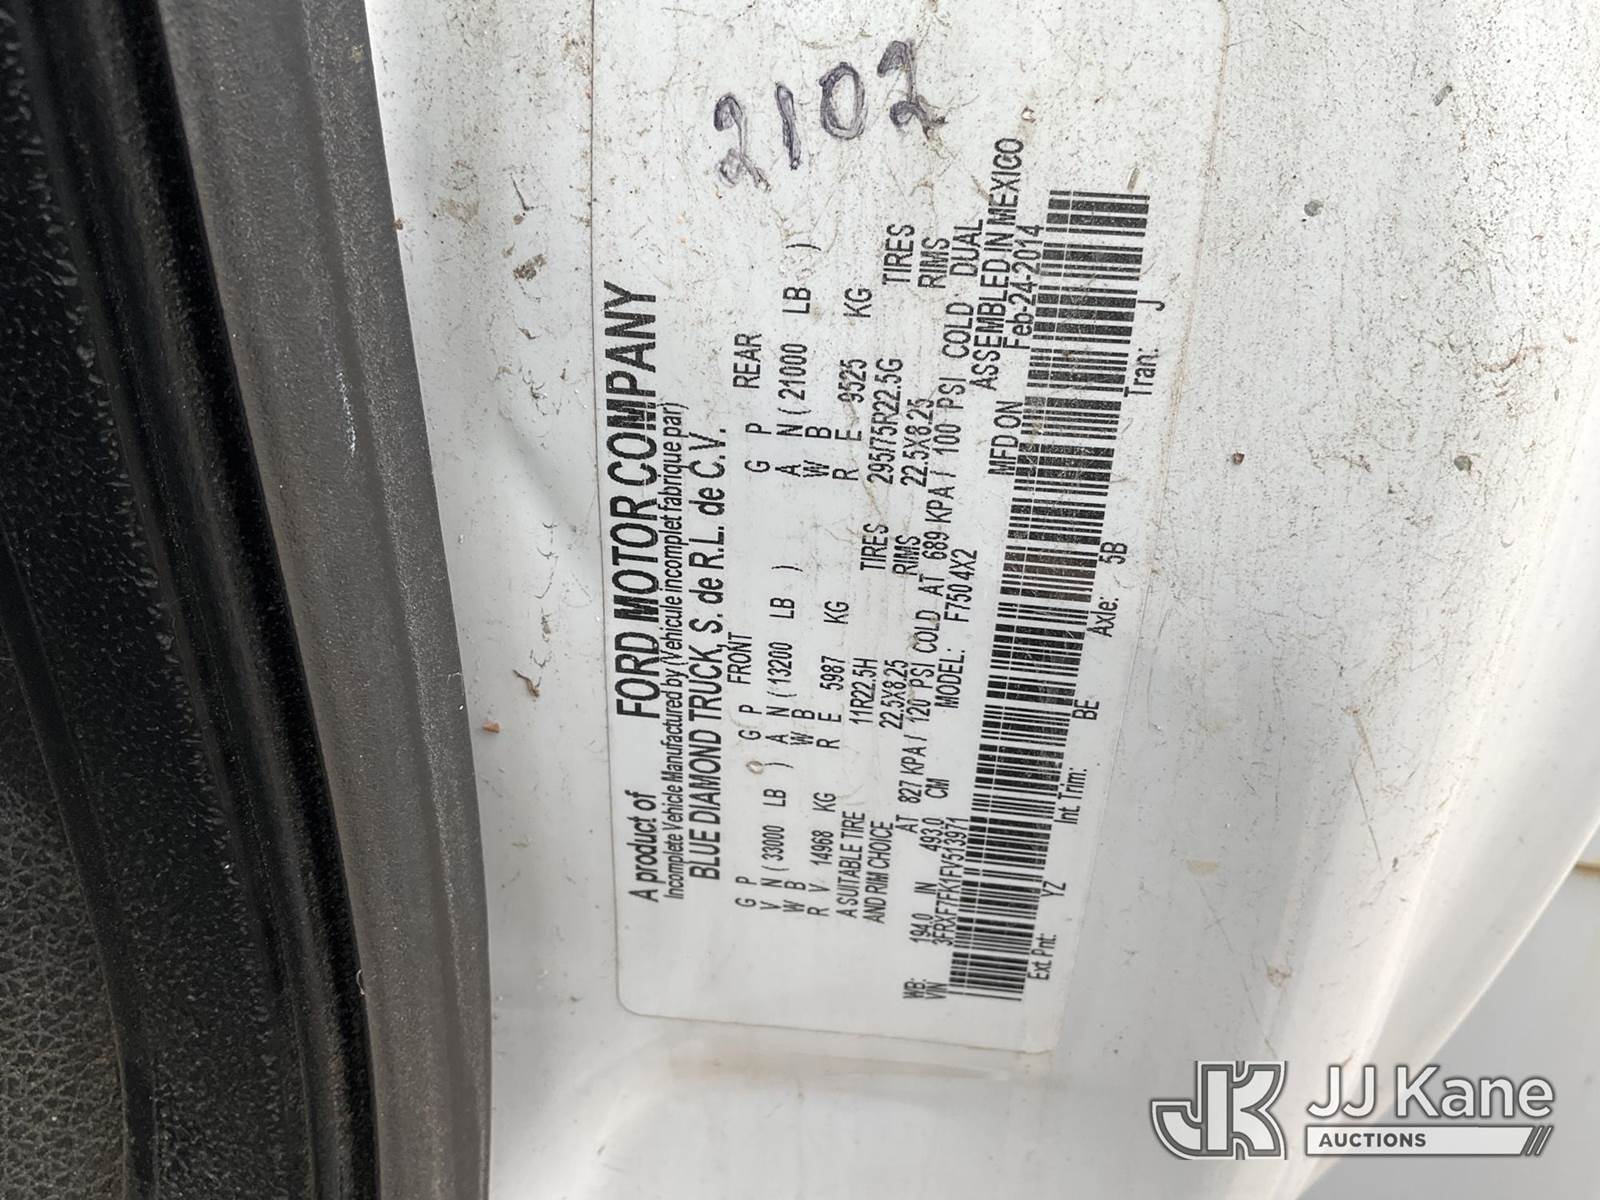 2102
A product of FORD MOTOR COMPANY
Incomplete Vehicle Manufactured by (Vehicule incomplet fabrique par)
BLUE DIAMOND TRUCK, S. de R.L. de C.V.
FRONT REAR
G P G P G P
V N ( 33000 LB ) A N ( 13200 LB ) A N ( 21000 LB )
W B W B W B
R V 14968 KG R E 5987 KG R E 9525 KG
A SUITABLE TIRE 11R22.5H TIRES 295/75R22.5G TIRES
AND RIM CHOICE 22.5X8.25 RIMS 22.5X8.25 RIMS
AT 827 KPA / 120 PSI COLD AT 689 KPA / 100 PSI COLD DUAL
WB: 194.0 IN 493.0 CM MODEL: F750 4X2 ASSEMBLED IN MEXICO
VIN 3FRXF7FK1FV513971 MFD ON Feb-24-2014
Ext Pnt: YZ Int. Trim: BE Axle: 5B Tran: J
JK JJ Kane
AUCTIONS